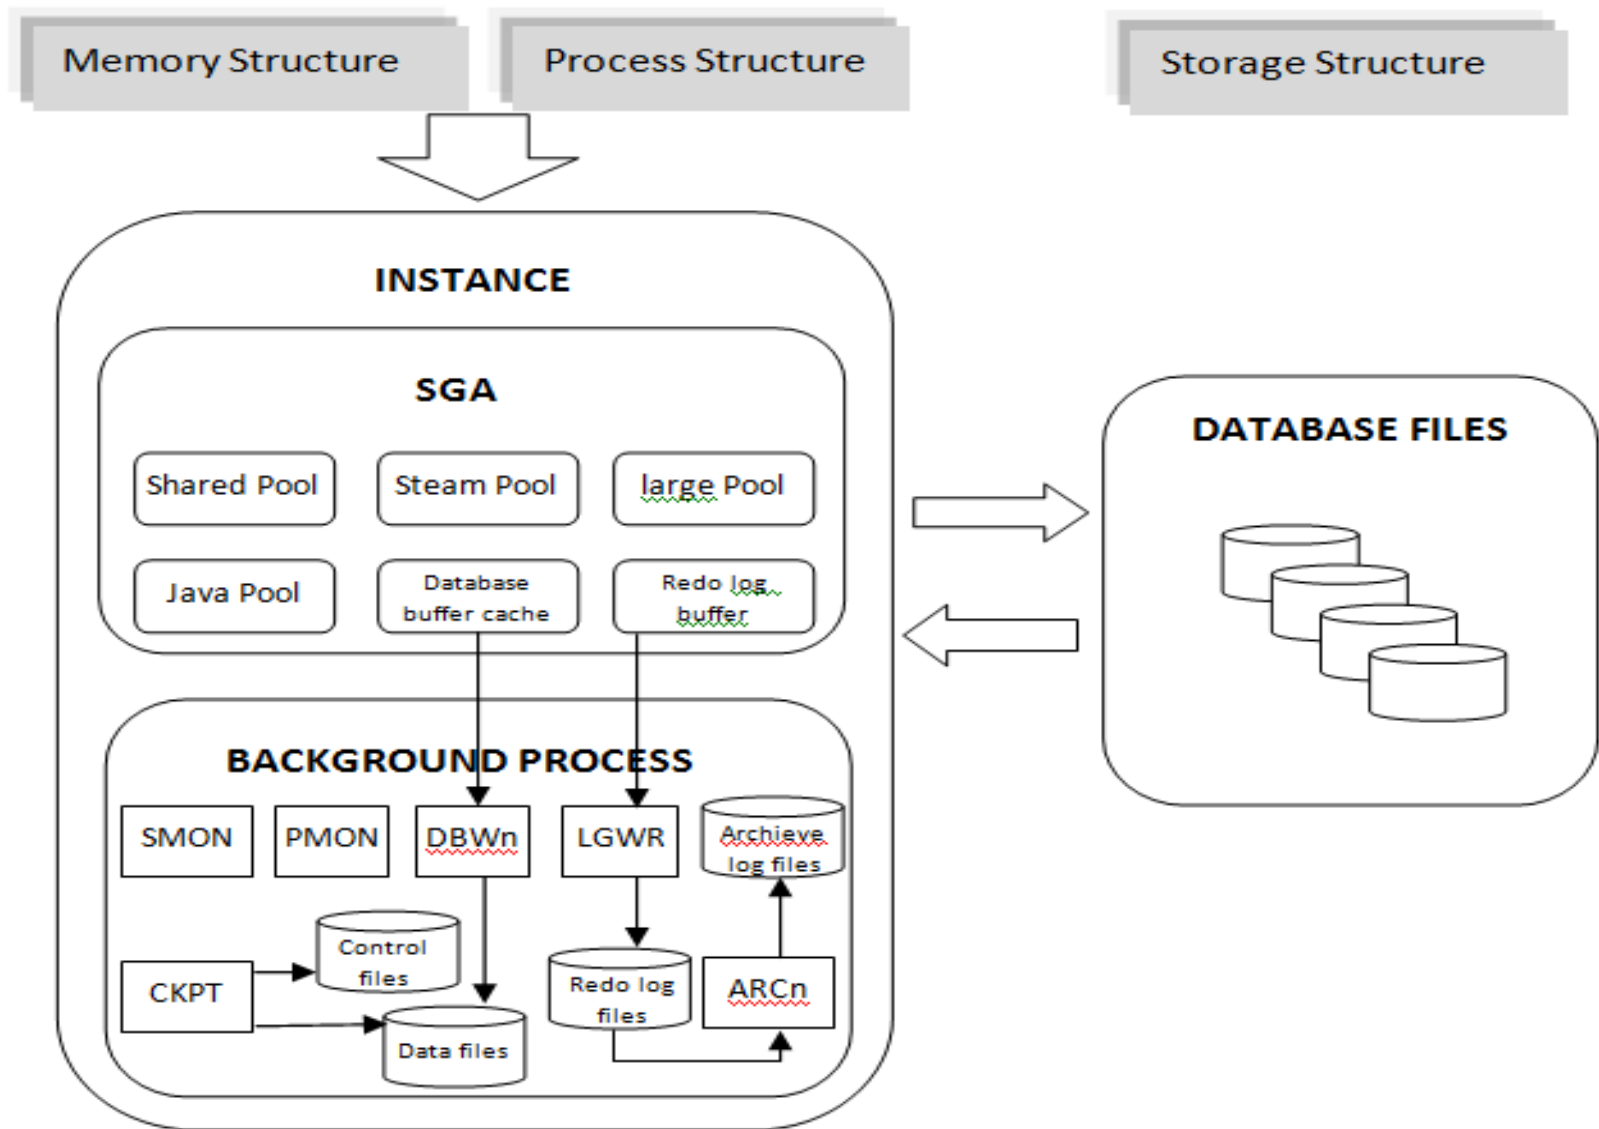 Memory Structure
Process Structure
Storage Structure
INSTANCE
SGA
Shared Pool
Steam Pool
large Pool
Java Pool
Database
buffer cache
Redo log
buffer
DATABASE FILES
BACKGROUND PROCESS
SMON
PMON
DBWn
LGWR
Archieve
log files
CKPT
Control
files
Data files
Redo log
files
ARCn